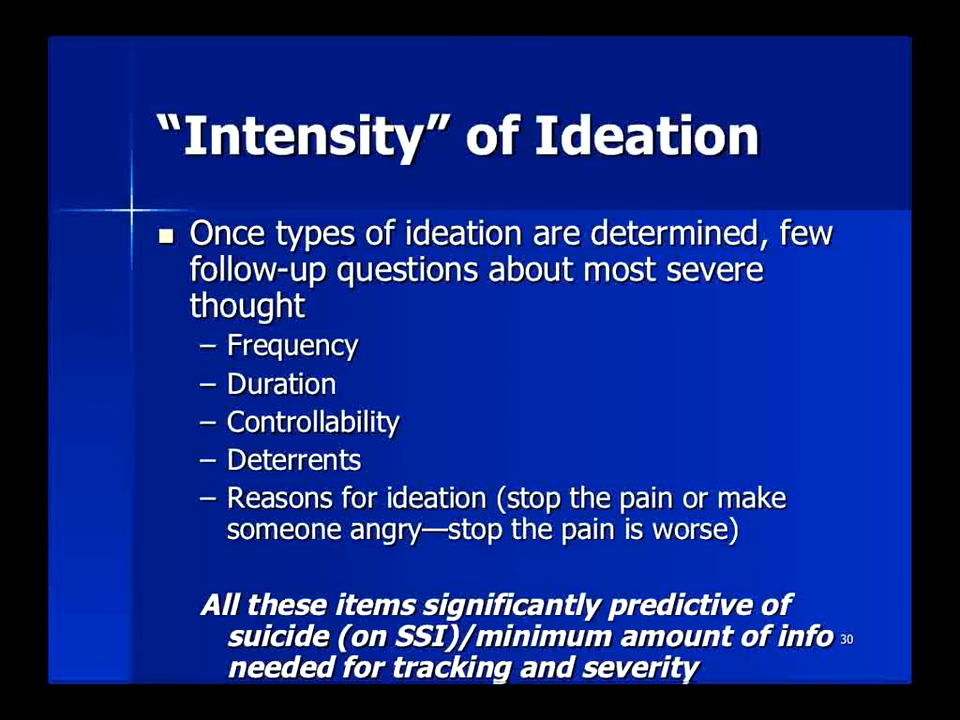 “Intensity” of Ideation
Once types of ideation are determined, few
follow-up questions about most severe
thought
– Frequency
– Duration
– Controllability
– Deterrents
– Reasons for ideation (stop the pain or make
someone angry—stop the pain is worse)
All these items significantly predictive of
suicide (on SSI)/minimum amount of info
needed for tracking and severity
30